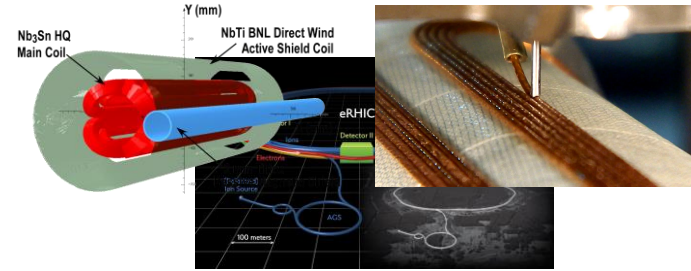 Y (mm)
Nb₃Sn HQ
Main Coil
NbTi BNL Direct Wind
Active Shield Coil
eRHIC
Detector II
Ions
Electrons
Ion Source
AGS
100 meters